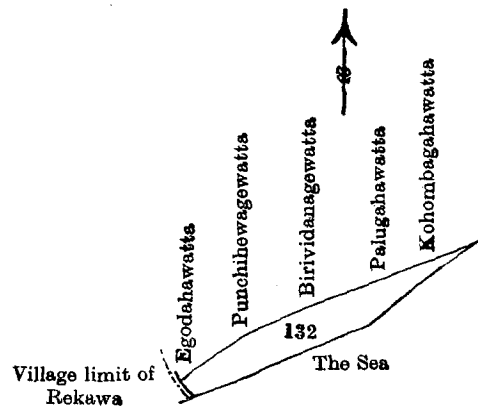 Egodahawatta
Punchihewagewatta
Birividanagewatta
Palugahawatta
Kohombagahawatta
132
The Sea
Village limit of
Rekawa